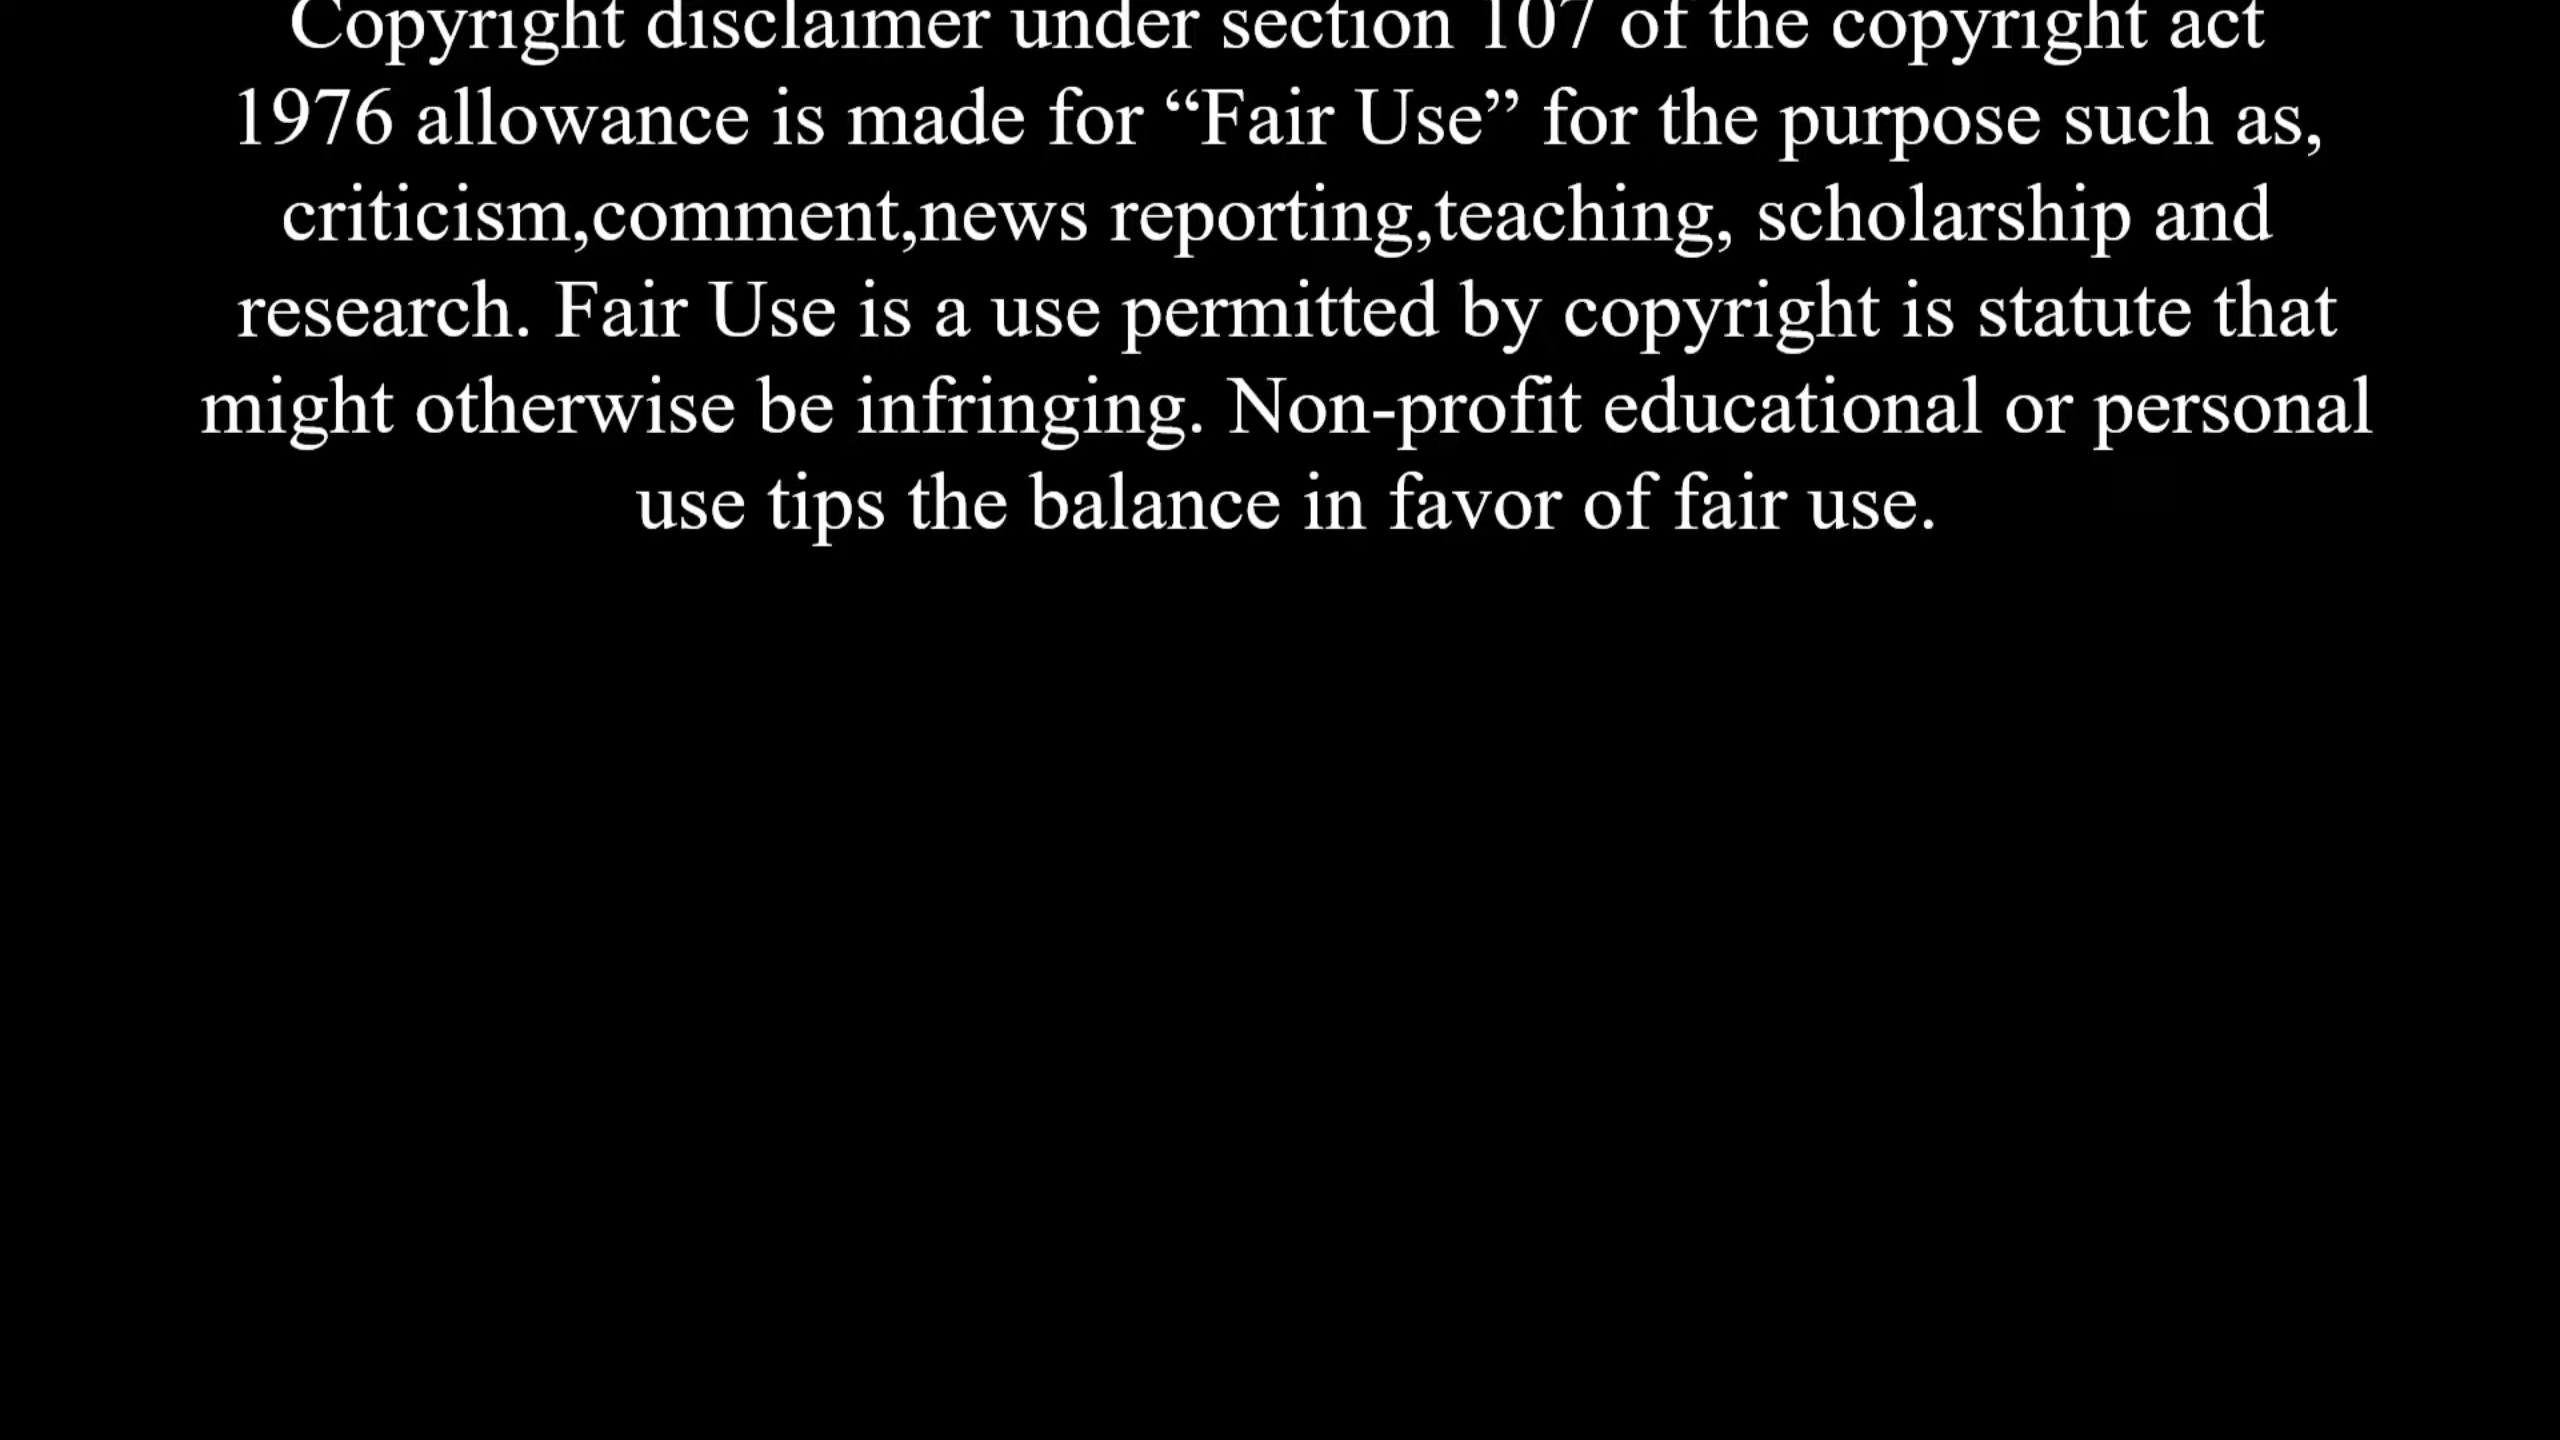 Copyright disclaimer under section 107 of the copyright act
1976 allowance is made for “Fair Use” for the purpose such as,
criticism,comment,news reporting,teaching, scholarship and
research. Fair Use is a use permitted by copyright is statute that
might otherwise be infringing. Non-profit educational or personal
use tips the balance in favor of fair use.